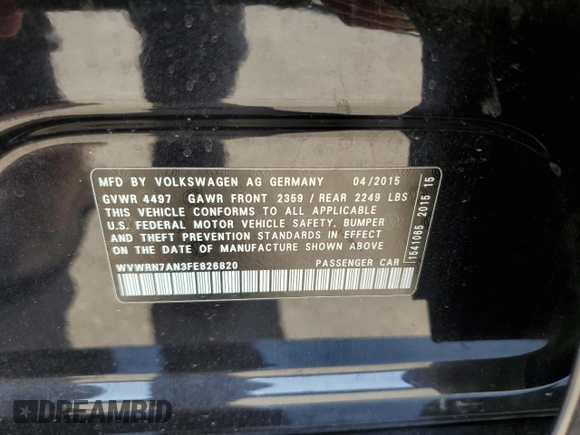 MFD BY VOLKSWAGEN AG GERMANY 04/2015
GVWR 4497 GAWR FRONT 2359 / REAR 2249 LBS
THIS VEHICLE CONFORMS TO ALL APPLICABLE
U.S. FEDERAL MOTOR VEHICLE SAFETY, BUMPER
AND THEFT PREVENTION STANDARDS IN EFFECT
ON THE DATE OF MANUFACTURE SHOWN ABOVE.
WVWRN7AN3FE826820 PASSENGER CAR
1541065 2015 15
DREAMBID